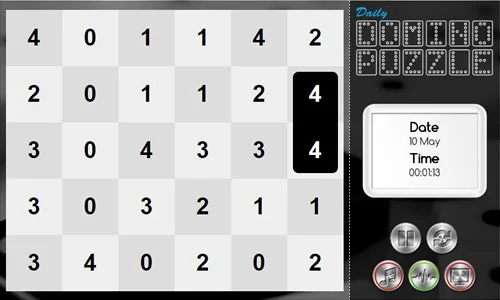 4 0 1 1 4 2
Daily
DOMINO
PUZZLE
2 0 1 1 2 4
3 0 4 3 3 4
3 0 3 2 1 1
3 4 0 2 0 2
Date
10 May
Time
00:01:13